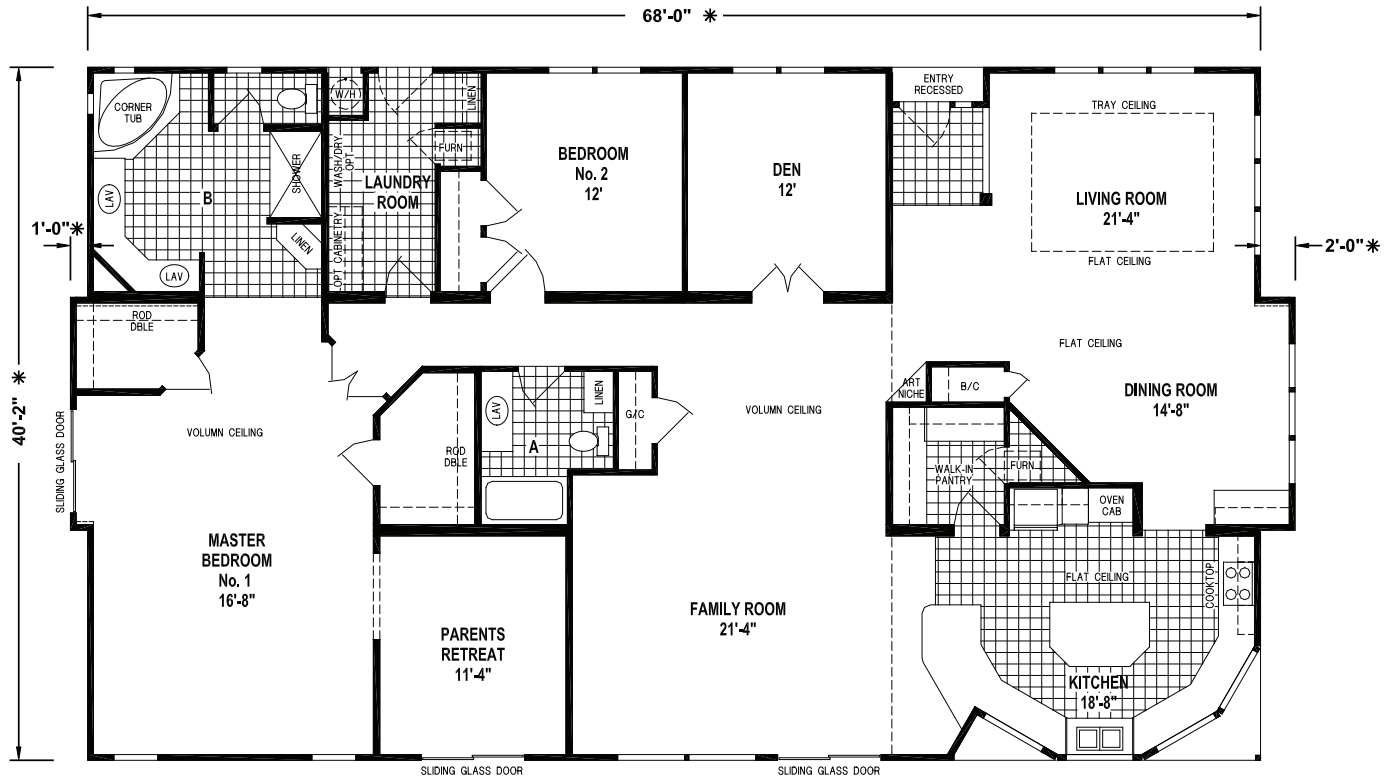 68'-0" ✳
40'-2" ✳
1'-0"✳
2'-0"✳
CORNER
TUB
LAV
LAV
B
SHOWER
LINEN
W/H
WASH/DRY
OPT
OPT CABINETRY
LAUNDRY
ROOM
LINEN
FURN
BEDROOM
No. 2
12'
DEN
12'
ENTRY
RECESSED
TRAY CEILING
LIVING ROOM
21'-4"
FLAT CEILING
FLAT CEILING
DINING ROOM
14'-8"
ROD
DBLE
SLIDING GLASS DOOR
VOLUMN CEILING
ROD
DBLE
LAV
LINEN
A
G/C
VOLUMN CEILING
ART
NICHE
B/C
WALK-IN
PANTRY
FURN
OVEN
CAB
MASTER
BEDROOM
No. 1
16'-8"
PARENTS
RETREAT
11'-4"
FAMILY ROOM
21'-4"
FLAT CEILING
COOKTOP
KITCHEN
18'-8"
SLIDING GLASS DOOR
SLIDING GLASS DOOR